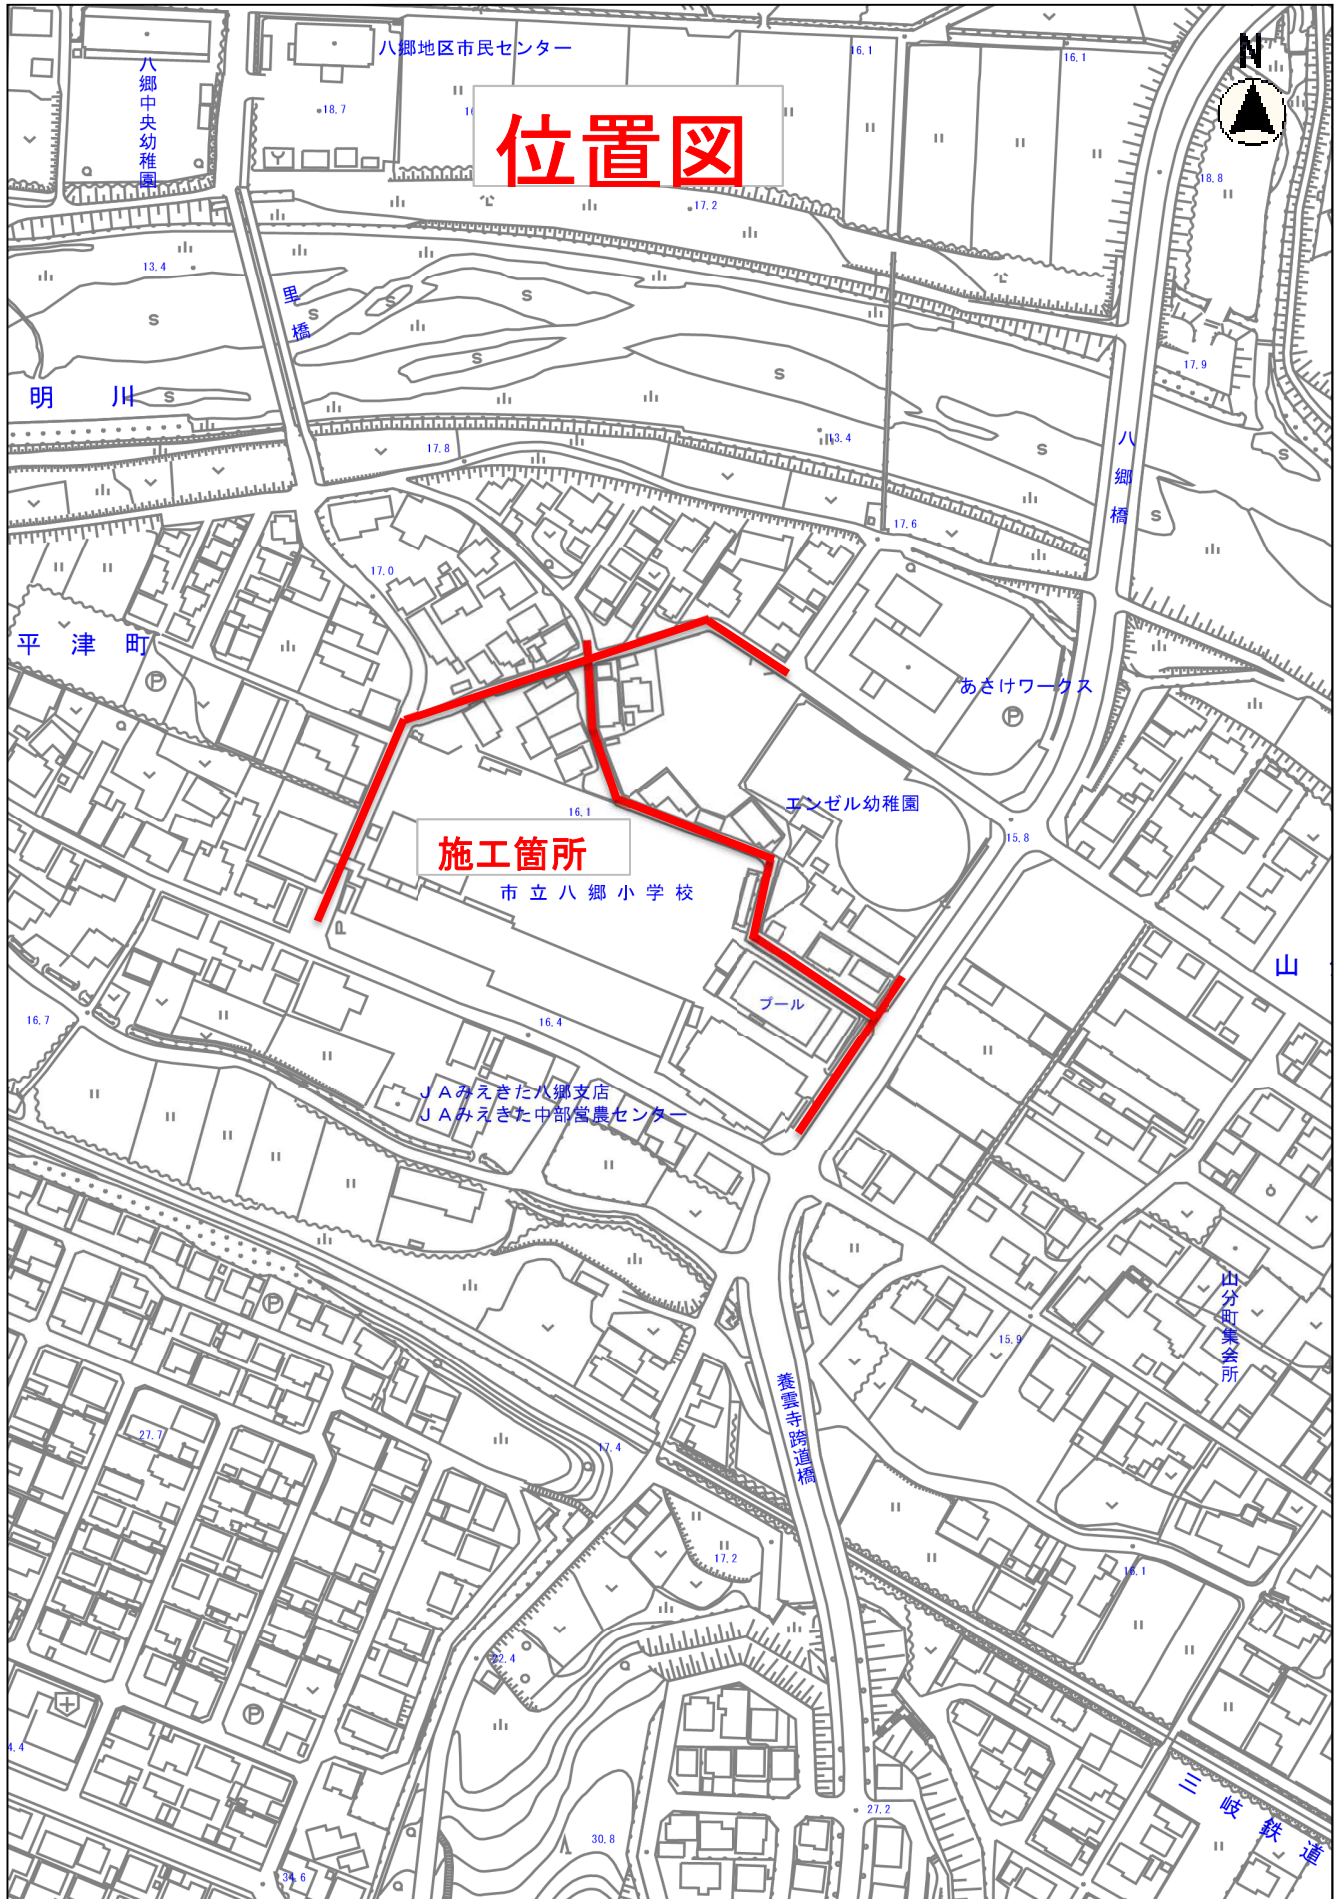 八郷地区市民センター
16.1
16.1
N
八郷中央幼稚園
18.7
位置図
18.8
17.2
13.4
里橋
17.9
明川
13.4
八郷橋
17.8
17.6
17.0
平津町
あさけワークス
エンゼル幼稚園
16.1
15.8
施工箇所
市立八郷小学校
山
プール
16.7
16.4
JAみえきた八郷支店
JAみえきた中部営農センター
山分町集会所
15.9
養雲寺跨道橋
27.7
17.4
17.2
16.1
22.4
4.4
三岐鉄道
27.2
30.8
34.6